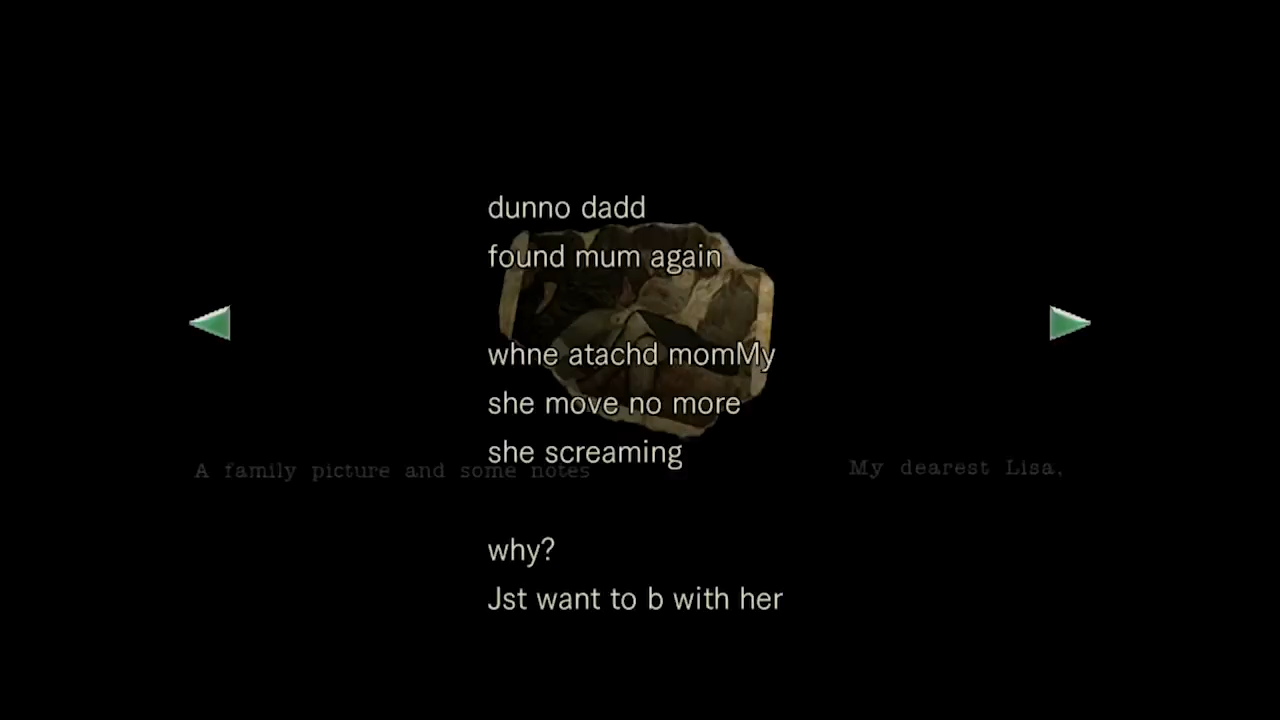 dunno dadd
found mum again
whne atachd momMy
she move no more
she screaming
A family picture and some notes
My dearest Lisa,
why?
Jst want to b with her